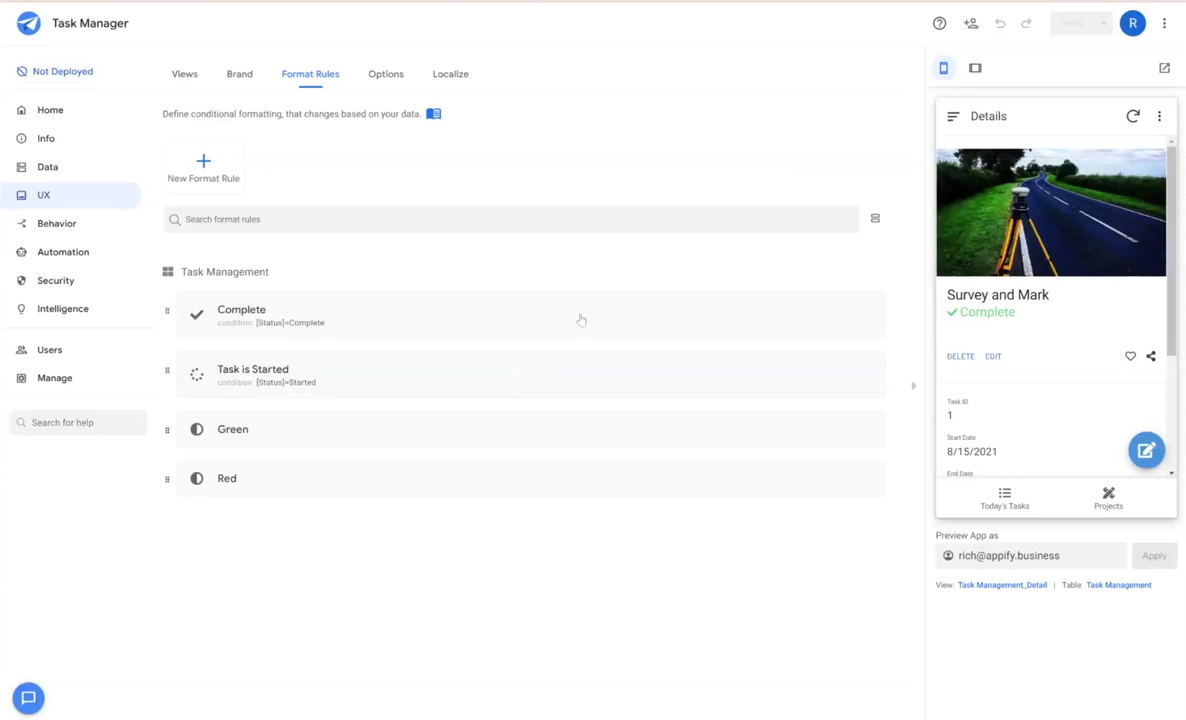 Task Manager
R
Not Deployed
Views Brand Format Rules Options Localize
Home
Info
Data
UX
Behavior
Automation
Security
Intelligence
Users
Manage
Search for help
Define conditional formatting, that changes based on your data.
New Format Rule
Search format rules
Task Management
Complete
condition: [Status]=Complete
Task is Started
condition: [Status]=Started
Green
Red
Details
Survey and Mark
Complete
DELETE EDIT
Task ID
1
Start Date
8/15/2021
End Date
Today's Tasks Projects
Preview App as
rich@appify.business Apply
View: Task Management_Detail | Table: Task Management